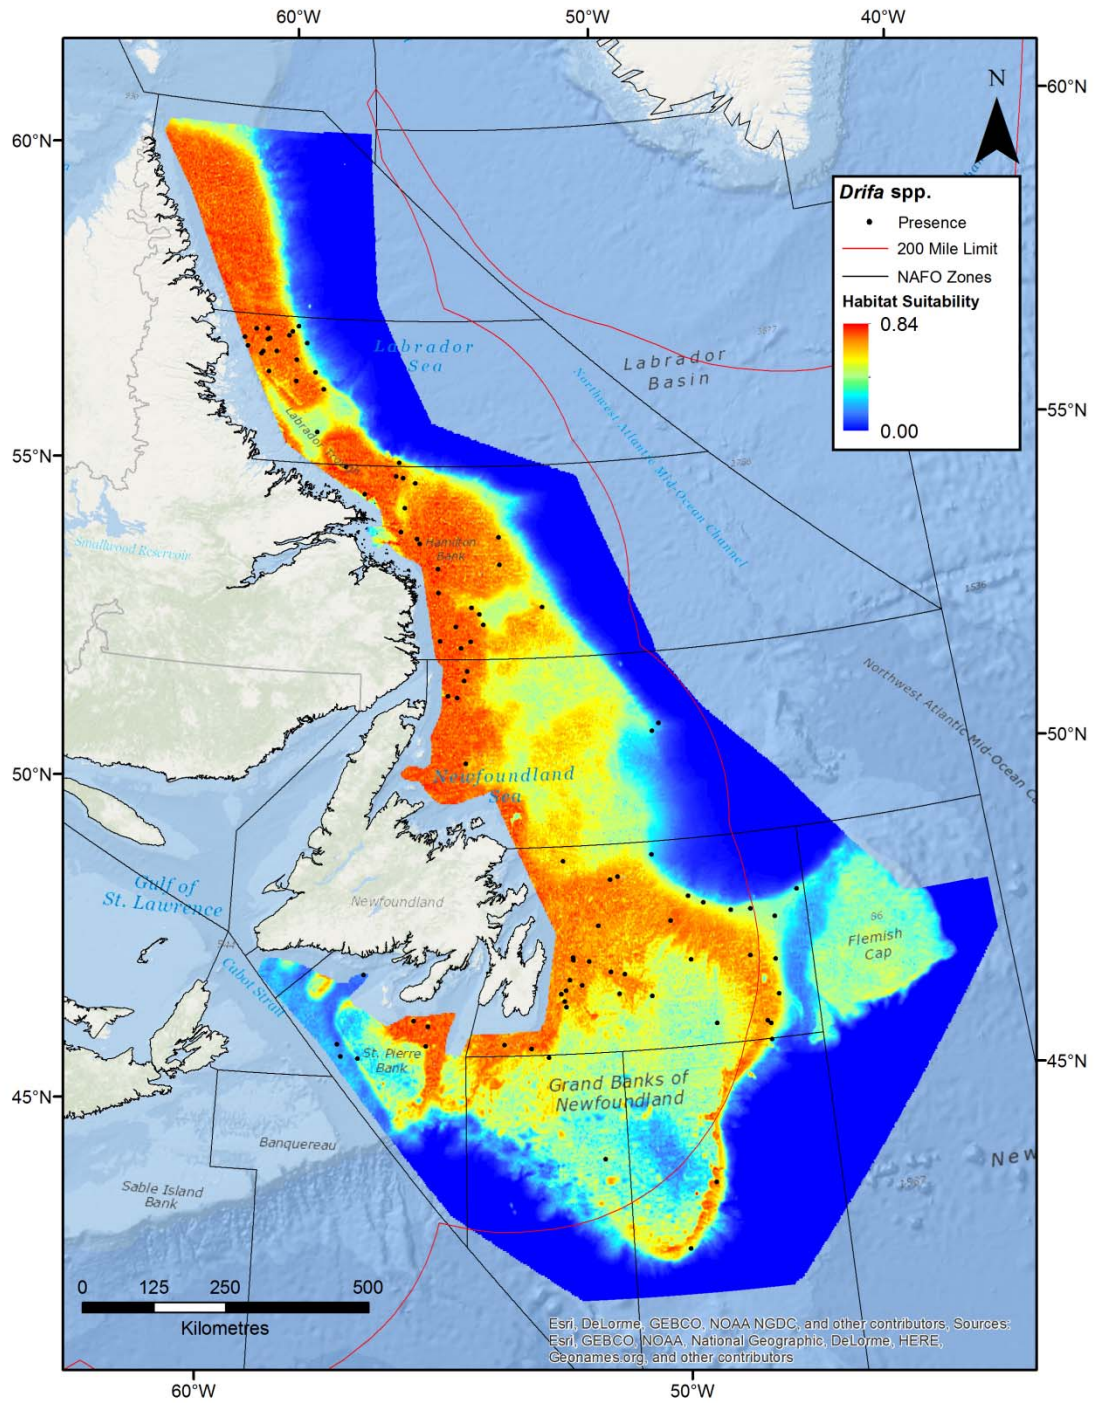 60°W
50°W
40°W
N
60°N
60°N
Drifa spp.
Presence
200 Mile Limit
NAFO Zones
Habitat Suitability
0.84
0.00
Labrador
Sea
Labrador
Basin
Northwest Atlantic Mid-Ocean Channel
55°N
55°N
Hamilton
Bank
Smallwood Reservoir
Northwest Atlantic Mid-Ocean
50°N
50°N
Newfoundland
Sea
Gulf of
St. Lawrence
Newfoundland
86
Flemish
Cap
Cabot Strait
St. Pierre
Bank
45°N
45°N
Grand Banks of
Newfoundland
Banquereau
New
Sable Island
Bank
0 125 250 500
Kilometres
Esri, DeLorme, GEBCO, NOAA NGDC, and other contributors, Sources:
Esri, GEBCO, NOAA, National Geographic, DeLorme, HERE,
Geonames.org, and other contributors
60°W
50°W